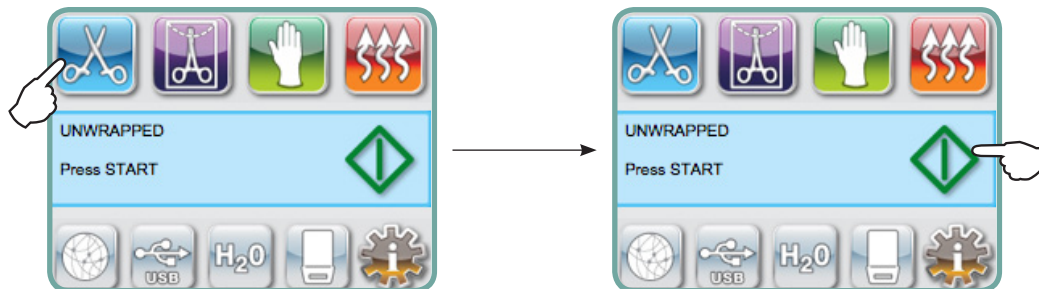 UNWRAPPED
Press START
USB
H₂O
UNWRAPPED
Press START
USB
H₂O